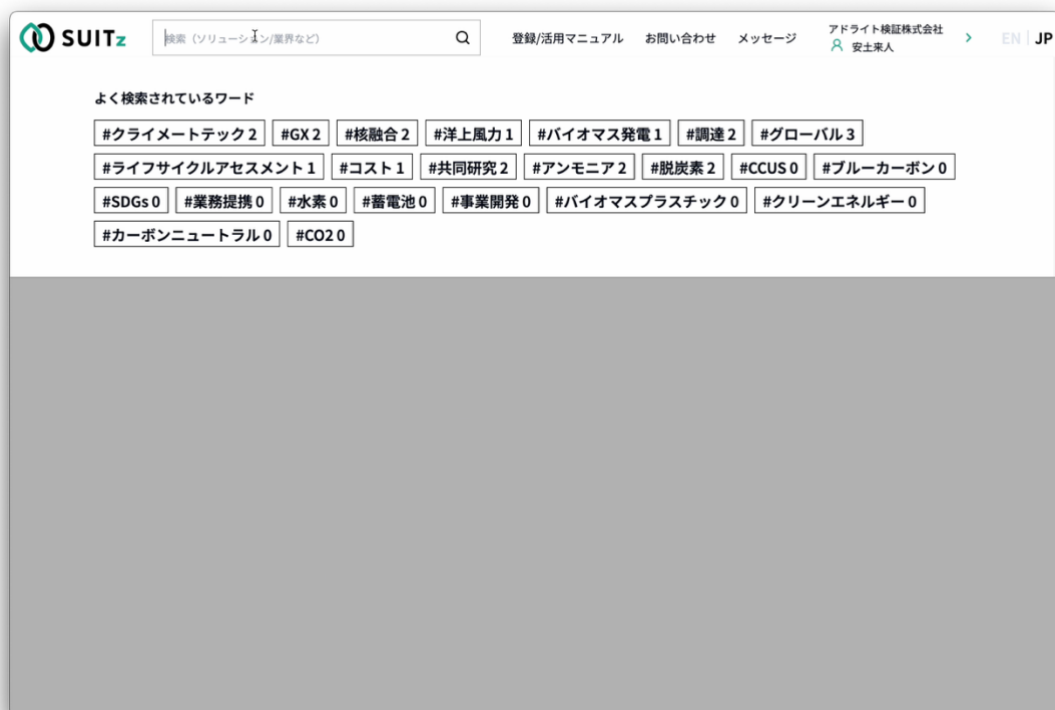 SUITz
検索（ソリューション/業界など）
登録/活用マニュアル お問い合わせ メッセージ
アドライト検証株式会社
安土来人
EN | JP
よく検索されているワード
#クライメートテック 2 #GX 2 #核融合 2 #洋上風力 1 #バイオマス発電 1 #調達 2 #グローバル 3
#ライフサイクルアセスメント 1 #コスト 1 #共同研究 2 #アンモニア 2 #脱炭素 2 #CCUS 0 #ブルーカーボン 0
#SDGs 0 #業務提携 0 #水素 0 #蓄電池 0 #事業開発 0 #バイオマスプラスチック 0 #クリーンエネルギー 0
#カーボンニュートラル 0 #CO2 0